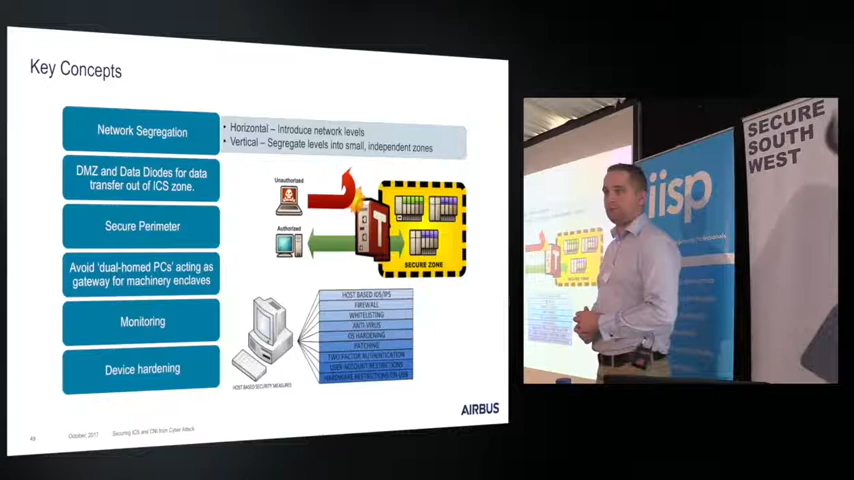 Key Concepts
Network Segregation
• Horizontal – Introduce network levels
• Vertical – Segregate levels into small, independent zones
DMZ and Data Diodes for data
transfer out of ICS zone.
Secure Perimeter
Avoid 'dual-homed PCs' acting as
gateway for machinery enclaves
Monitoring
Device hardening
Unauthorized
Authorized
T
SECURE ZONE
HOST BASED IDS/IPS
FIREWALL
WHITELISTING
ANTI VIRUS
OS HARDENING
PATCHING
TWO FACTOR AUTHENTICATION
USER ACCOUNT RESTRICTIONS
HARDWARE RESTRICTIONS ON USB
HOST BASED SECURITY MEASURES
AIRBUS
49
October, 2017
Securing ICS and CNI from Cyber Attack
iisp
SECURE
SOUTH
WEST